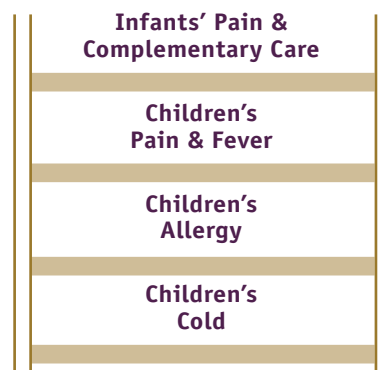 Infants’ Pain &
Complementary Care
Children’s
Pain & Fever
Children’s
Allergy
Children’s
Cold